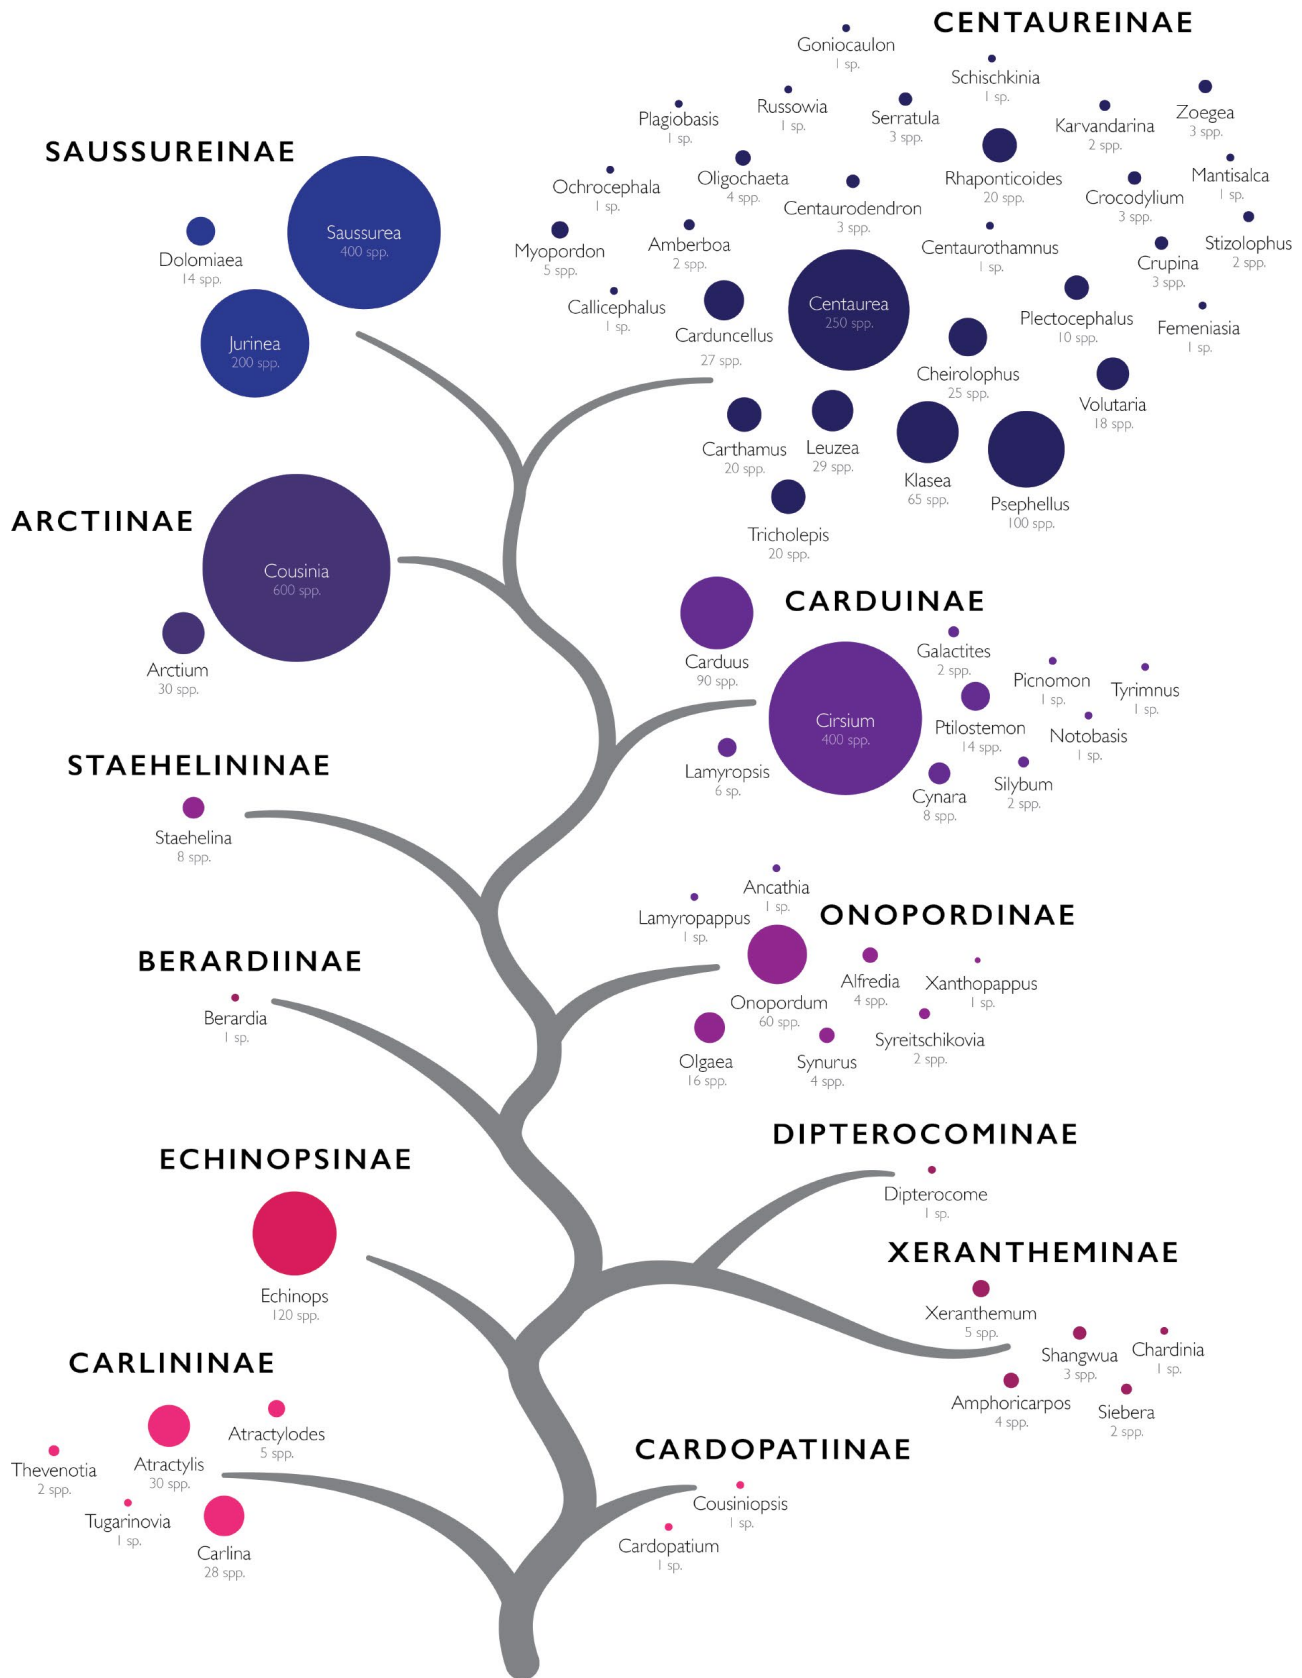 CENTAUREINAE
Goniocaulon
1 sp.
Schischkinia
1 sp.
Russowia
1 sp.
Plagiobasis
1 sp.
Serratula
3 spp.
Karvandarina
2 spp.
Zoegea
3 spp.
Ochrocephala
1 sp.
Oligochaeta
4 spp.
Centaurodendron
3 spp.
Rhaponticoides
20 spp.
Crocodylium
3 spp.
Mantisalca
1 sp.
Myopordon
5 spp.
Amberboa
2 spp.
Centaurothamnus
1 sp.
Crupina
3 spp.
Stizolophus
2 spp.
Callicephalus
1 sp.
Carduncellus
27 spp.
Centaurea
250 spp.
Plectocephalus
10 spp.
Femeniasia
1 sp.
Cheirolophus
25 spp.
Volutaria
18 spp.
Carthamus
20 spp.
Leuzea
29 spp.
Klasea
65 spp.
Psephellus
100 spp.
Tricholepis
20 spp.
SAUSSUREINAE
Saussurea
400 spp.
Dolomiaea
14 spp.
Jurinea
200 spp.
ARCTIINAE
Cousinia
600 spp.
Arctium
30 spp.
CARDUINAE
Carduus
90 spp.
Galactites
2 spp.
Picnomon
1 sp.
Tyrimnus
1 sp.
Cirsium
400 spp.
Ptilostemon
14 spp.
Notobasis
1 sp.
Lamyropsis
6 sp.
Cynara
8 spp.
Silybum
2 spp.
STAEHELININAE
Staehelina
8 spp.
ONOPORDINAE
Ancathia
1 sp.
Lamyropappus
1 sp.
Onopordum
60 spp.
Alfredia
4 spp.
Xanthopappus
1 sp.
Olgaea
16 spp.
Synurus
4 spp.
Syreitschikovia
2 spp.
BERARDIINAE
Berardia
1 sp.
DIPTEROCOMINAE
Dipterocome
1 sp.
ECHINOPSINAE
Echinops
120 spp.
XERANTHEMINAE
Xeranthemum
5 spp.
Shangwua
3 spp.
Chardinia
1 sp.
Amphoricarpos
4 spp.
Siebera
2 spp.
CARLININAE
Atractylodes
5 spp.
Atractylis
30 spp.
Thevenotia
2 spp.
Tugarinovia
1 sp.
Carlina
28 spp.
CARDOPATIINAE
Cousiniopsis
1 sp.
Cardopatium
1 sp.